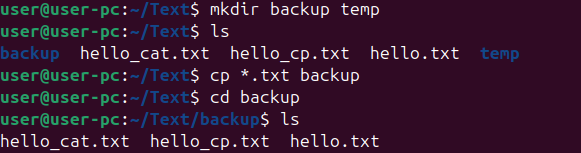 user@user-pc:~/Text$ mkdir backup temp
user@user-pc:~/Text$ ls
backup  hello_cat.txt  hello_cp.txt  hello.txt  temp
user@user-pc:~/Text$ cp *.txt backup
user@user-pc:~/Text$ cd backup
user@user-pc:~/Text/backup$ ls
hello_cat.txt  hello_cp.txt  hello.txt